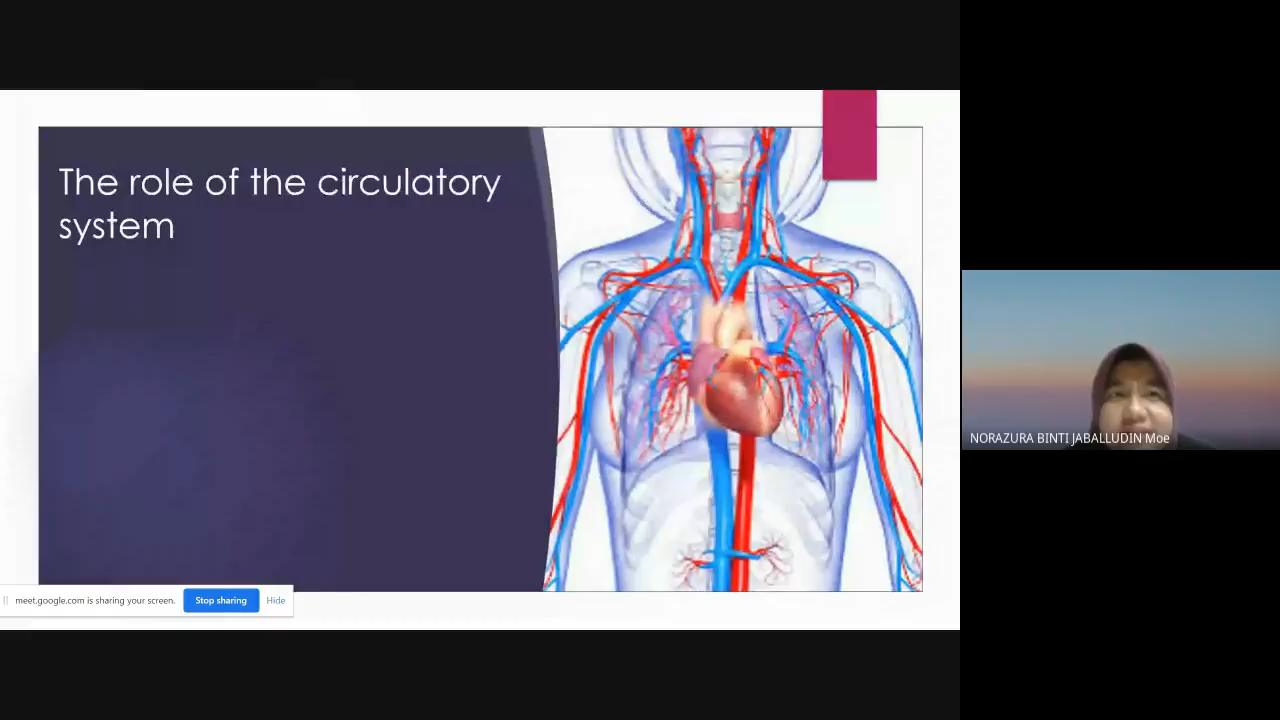 The role of the circulatory
system
meet.google.com is sharing your screen. Stop sharing Hide
NORAZURA BINTI JABALLUDIN Moe